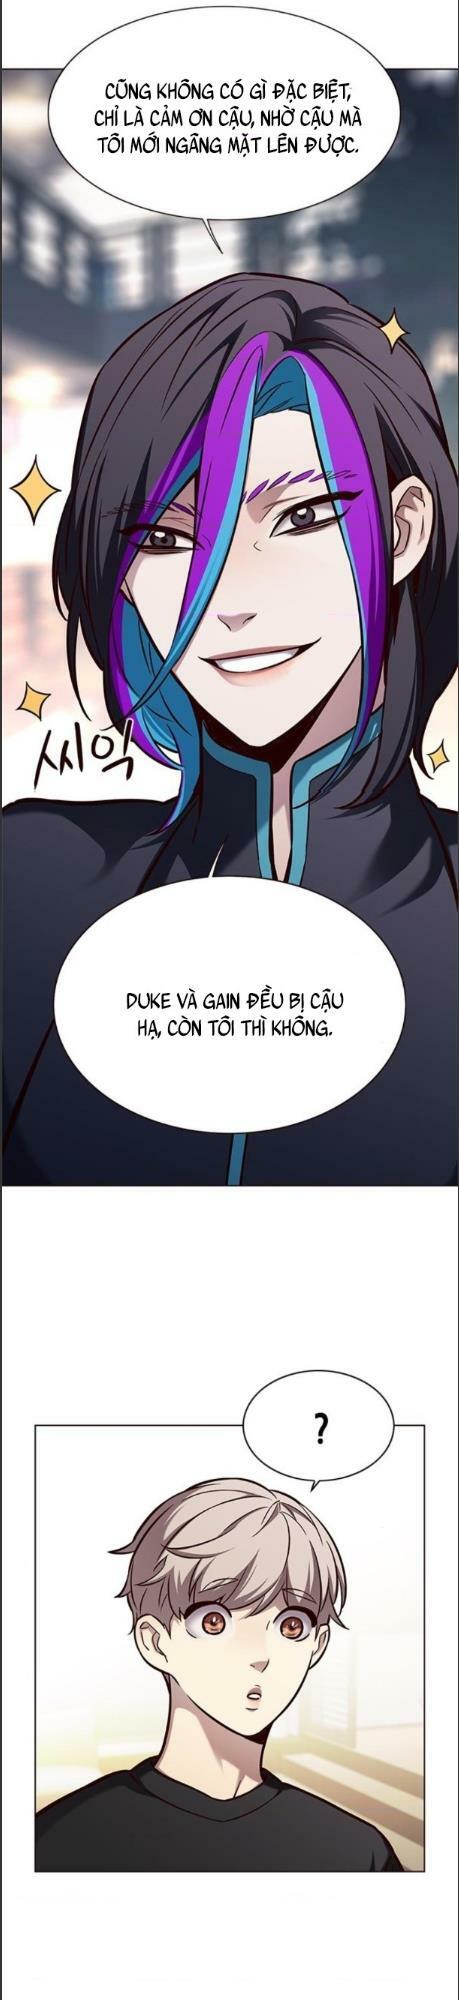 CŨNG KHÔNG CÓ GÌ ĐẶC BIỆT,
CHỈ LÀ CẢM ƠN CẬU, NHỜ CẬU MÀ
TÔI MỚI NGÂNG MẶT LÊN ĐƯỢC.
씨익
DUKE VÀ GAIN ĐỀU BỊ CẬU
HẠ, CÒN TÔI THÌ KHÔNG.
?